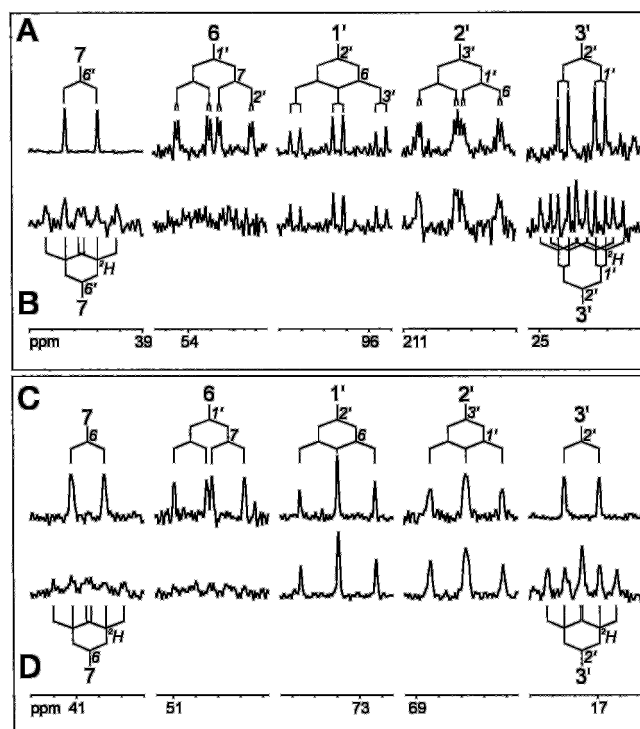 A
7 6 1' 2' 3'
6' 1' 2' 3' 2'
7 6 1' 1'
2' 3' 6
²H ²H
6' 1'
7 2'
B 3'
ppm 39 54 96 211 25
C
7 6 1' 2' 3'
6 1' 2' 3' 2'
7 6 1'
²H ²H
6 2'
D 7 3'
ppm 41 51 73 69 17